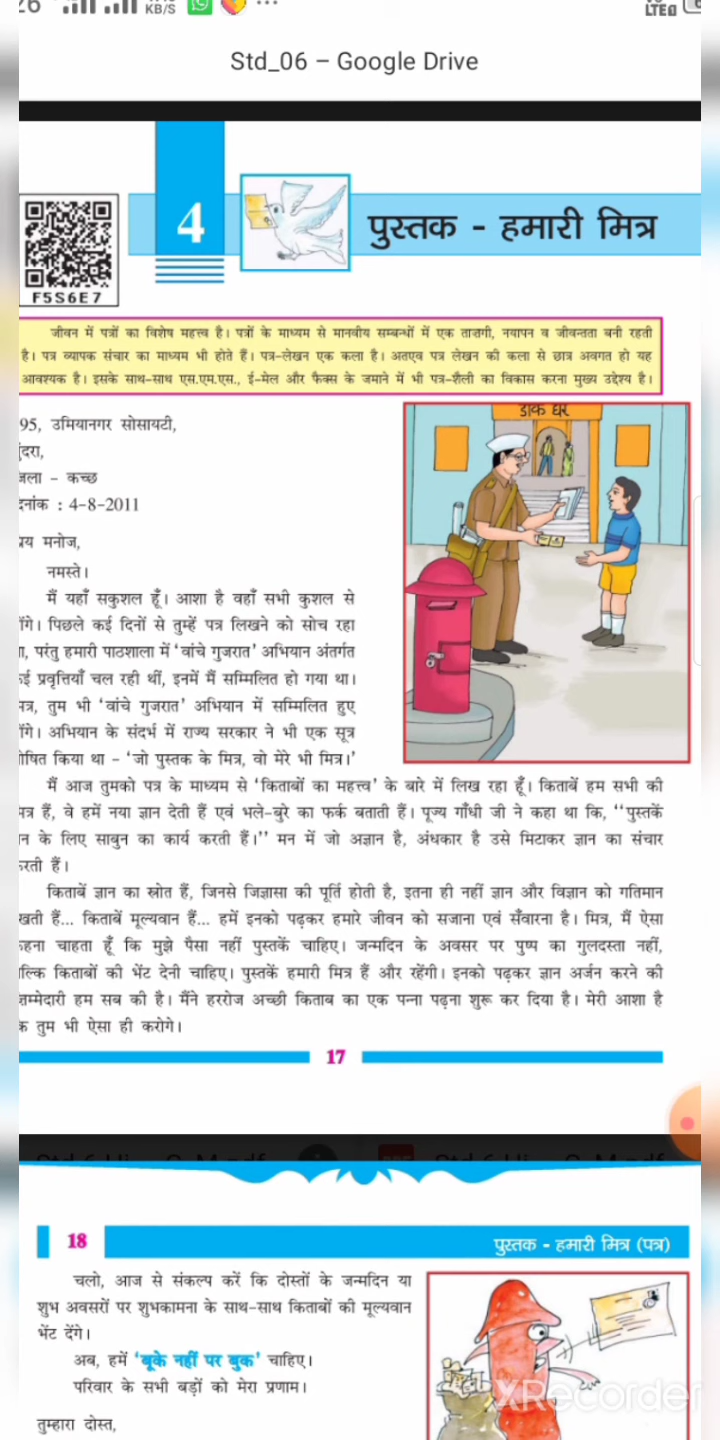 26
KB/S
LTE
Std_06 – Google Drive
4
पुस्तक - हमारी मित्र
F5S6E7
जीवन में पत्रों का विशेष महत्त्व है। पत्रों के माध्यम से मानवीय सम्बन्धों में एक ताज़गी, नयापन व जीवन्तता बनी रहती
है। पत्र व्यापक संचार का माध्यम भी होते हैं। पत्र-लेखन एक कला है। अतएव पत्र लेखन की कला से छात्र अवगत हो यह
आवश्यक है। इसके साथ-साथ एस.एम.एस., ई-मेल और फैक्स के जमाने में भी पत्र-शैली का विकास करना मुख्य उद्देश्य है।
डाक घर
95, उमियानगर सोसायटी,
- कच्छ
: 4-8-2011
मनोज,
नमस्ते।
मैं यहाँ सकुशल हूँ। आशा है वहाँ सभी कुशल से
पिछले कई दिनों से तुम्हें पत्र लिखने को सोच रहा
परंतु हमारी पाठशाला में ‘वांचे गुजरात’ अभियान अंतर्गत
प्रवृत्तियाँ चल रही थीं, इनमें मैं सम्मिलित हो गया था।
तुम भी ‘वांचे गुजरात’ अभियान में सम्मिलित हुए
अभियान के संदर्भ में राज्य सरकार ने भी एक सूत्र
किया था - ‘जो पुस्तक के मित्र, वो मेरे भी मित्र।’
मैं आज तुमको पत्र के माध्यम से ‘किताबों का महत्त्व’ के बारे में लिख रहा हूँ। किताबें हम सभी की
हैं, वे हमें नया ज्ञान देती हैं एवं भले-बुरे का फर्क बताती हैं। पूज्य गाँधी जी ने कहा था कि, ‘‘पुस्तकें
के लिए साबुन का कार्य करती हैं।’’ मन में जो अज्ञान है, अंधकार है उसे मिटाकर ज्ञान का संचार
हैं।
किताबें ज्ञान का स्रोत हैं, जिनसे जिज्ञासा की पूर्ति होती है, इतना ही नहीं ज्ञान और विज्ञान को गतिमान
हैं... किताबें मूल्यवान हैं... हमें इनको पढ़कर हमारे जीवन को सजाना एवं सँवारना है। मित्र, मैं ऐसा
चाहता हूँ कि मुझे पैसा नहीं पुस्तकें चाहिए। जन्मदिन के अवसर पर पुष्प का गुलदस्ता नहीं,
किताबों की भेंट देनी चाहिए। पुस्तकें हमारी मित्र हैं और रहेंगी। इनको पढ़कर ज्ञान अर्जन करने की
हम सब की है। मैंने हररोज अच्छी किताब का एक पन्ना पढ़ना शुरू कर दिया है। मेरी आशा है
तुम भी ऐसा ही करोगे।
17
18
पुस्तक - हमारी मित्र (पत्र)
चलो, आज से संकल्प करें कि दोस्तों के जन्मदिन या
शुभ अवसरों पर शुभकामना के साथ-साथ किताबों की मूल्यवान
भेंट देंगे।
अब, हमें ‘बूके नहीं पर बुक’ चाहिए।
परिवार के सभी बड़ों को मेरा प्रणाम।
तुम्हारा दोस्त,
XRecorder